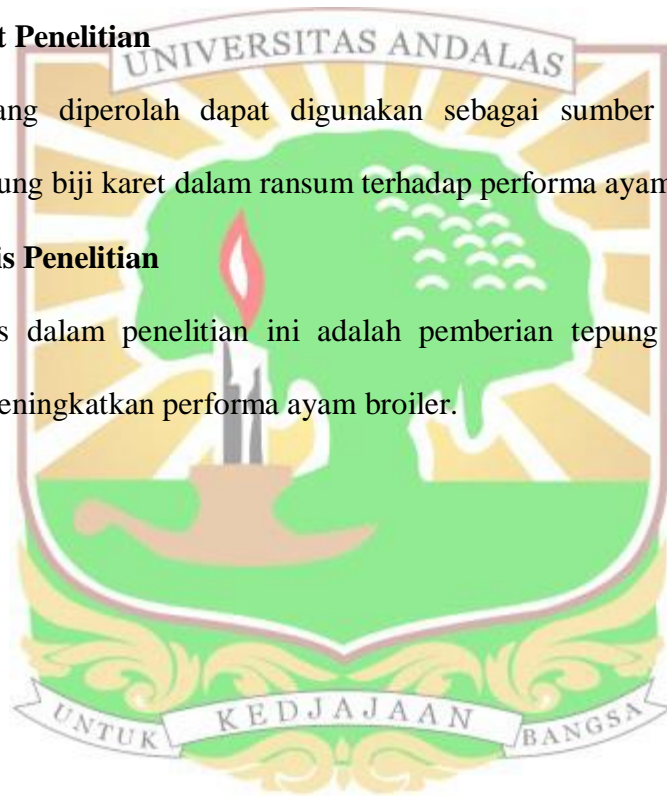 t Penelitian
UNIVERSITAS ANDALAS
ang diperolah dapat digunakan sebagai sumber
ung biji karet dalam ransum terhadap performa ayam
is Penelitian
s dalam penelitian ini adalah pemberian tepung
eningkatkan performa ayam broiler.
UNTUK KEDJAJAAN BANGSA